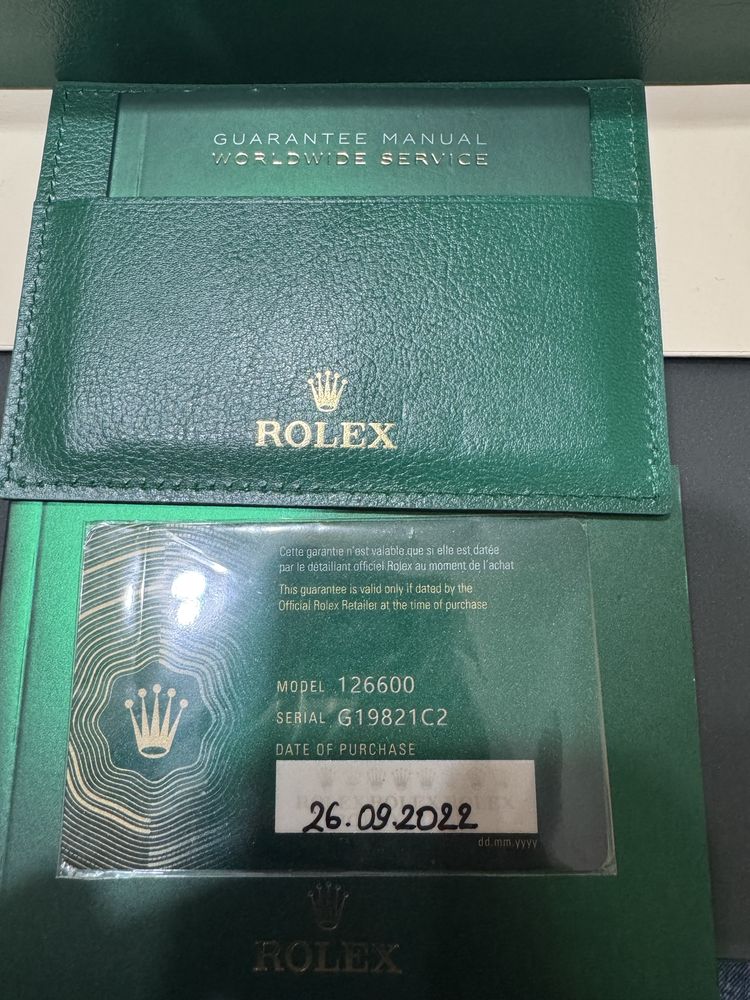 GUARANTEE MANUAL
WORLDWIDE SERVICE
ROLEX
Cette garantie n'est valable que si elle est datée
par le détaillant officiel Rolex au moment de l'achat
This guarantee is valid only if dated by the
Official Rolex Retailer at the time of purchase
MODEL 126600
SERIAL G19821C2
DATE OF PURCHASE
26.09.2022
dd.mm.yyyy
ROLEX